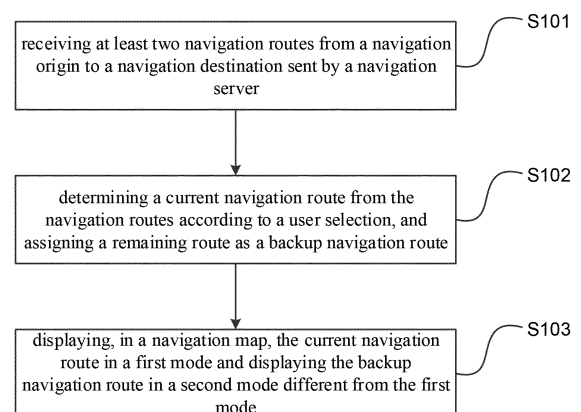 S101
receiving at least two navigation routes from a navigation
origin to a navigation destination sent by a navigation
server
S102
determining a current navigation route from the
navigation routes according to a user selection, and
assigning a remaining route as a backup navigation route
S103
displaying, in a navigation map, the current navigation
route in a first mode and displaying the backup
navigation route in a second mode different from the first
mode